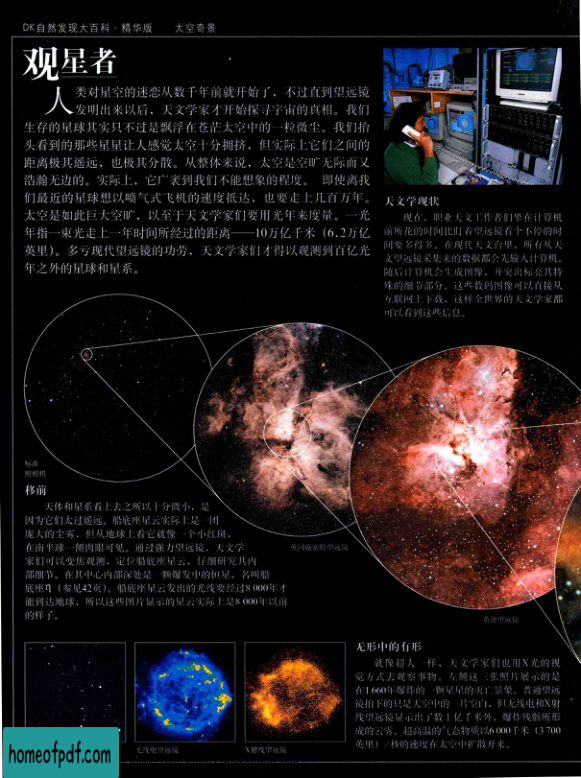 DK自然发现大百科·精华版 太空奇景
观星者
人类对星空的迷恋从数千年前就开始了，不过直到望远镜
发明出来以后，天文学家才开始探寻宇宙的真相。我们
生存的星球其实只不过是飘浮在苍茫太空中的一粒微尘。我们抬
头看到的那些星星让人感觉太空十分拥挤，但实际上它们之间的
距离极其遥远，也极其分散。从整体来说，太空是空旷无际而又
浩瀚无边的。实际上，它广袤到我们不能想象的程度。即使离我
们最近的星球想以喷气式飞机的速度抵达，也要走上几百万年。
太空是如此巨大空旷，以至于天文学家们要用光年来度量。一光
年指一束光走上一年时间所经过的距离——10万亿千米（6.2万亿
英里）。多亏现代望远镜的功劳，天文学家们才得以观测到百亿光
年之外的星球和星系。
天文学现状
现在，职业天文工作者们坐在计算机
前所花的时间比盯着望远镜看个不停的时
间要多得多。在现代天文台里，所有从天
文望远镜采集来的数据都会先输入计算机。
随后计算机会生成图像，并突出标亮其特
殊的细节部分。这些数码图像可以直接从
互联网上下载，这样全世界的天文学家都
可以看到这些信息。
标准
照相机
移前
天体和星系看上去之所以十分微小，是
因为它们太过遥远。船底座星云实际上是一团
庞大的尘雾，但从地球上看它就像一个小红斑，
在南半球一侧肉眼可见。通过强力望远镜，天文学
家们可以变焦观测，定位船底座星云，仔细研究其内
部细节。在其中心内部深处是一颗爆发中的恒星，名叫船
底座η（参见42页）。船底座星云发出的光线要经过8 000年才
能到达地球，所以这些图片显示的星云实际上是8 000年以前
的样子。
英国施密特望远镜
英澳望远镜
无形中的有形
就像超人一样，天文学家们也用X光的视
觉方式去观察事物。左侧这三张照片展示的是
在1660年爆炸的一颗星星的灭亡景象。普通望远
镜拍下的只是天空中的一片空白，但无线电和X射
线望远镜显示出了数十亿千米外，爆炸残骸所形
成的云雾。超高温的气态物质以6 000千米（3 700
英里）/秒的速度在太空中扩散开来。
无线电望远镜
X射线望远镜
homeofpdf.com